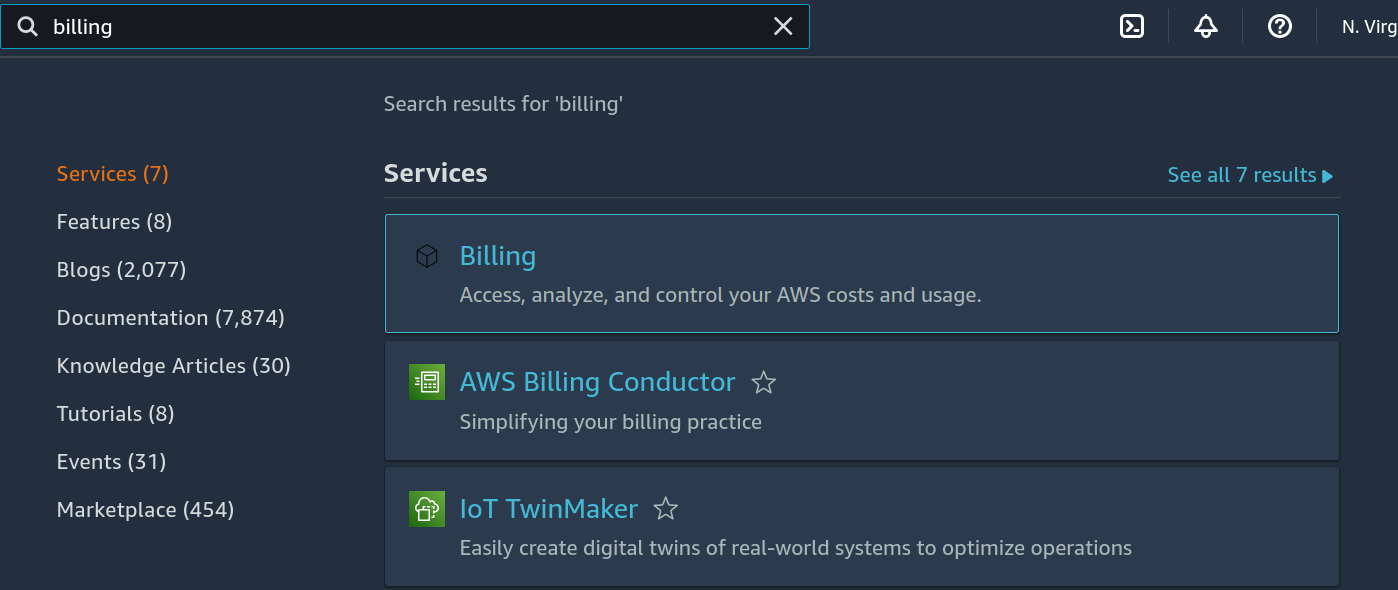 billing
N. Virg
Search results for 'billing'
Services (7)
Features (8)
Blogs (2,077)
Documentation (7,874)
Knowledge Articles (30)
Tutorials (8)
Events (31)
Marketplace (454)
Services
See all 7 results
Billing
Access, analyze, and control your AWS costs and usage.
AWS Billing Conductor
Simplifying your billing practice
IoT TwinMaker
Easily create digital twins of real-world systems to optimize operations